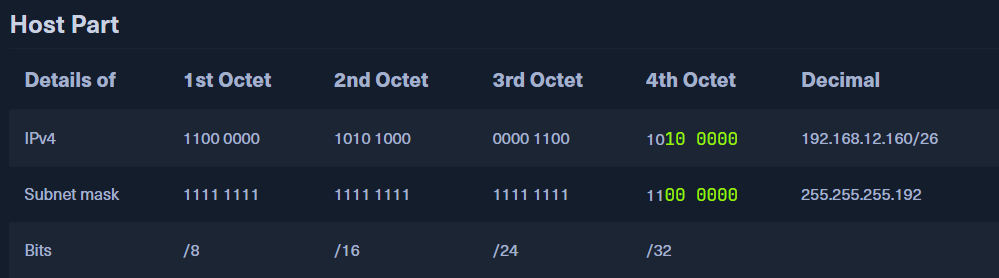 Host Part
Details of 1st Octet 2nd Octet 3rd Octet 4th Octet Decimal
IPv4 1100 0000 1010 1000 0000 1100 1010 0000 192.168.12.160/26
Subnet mask 1111 1111 1111 1111 1111 1111 1100 0000 255.255.255.192
Bits /8 /16 /24 /32